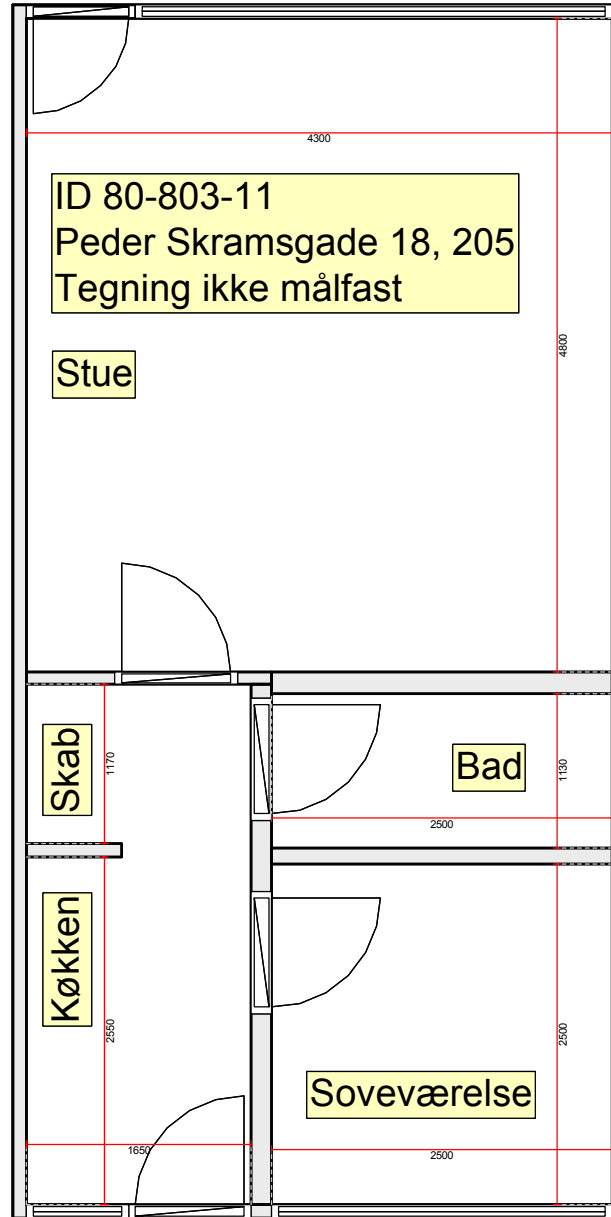 4300
ID 80-803-11
Peder Skramsgade 18, 205
Tegning ikke målfast
4800
Stue
Skab
1170
Bad
1130
2500
Køkken
2550
2500
Soveværelse
1650
2500